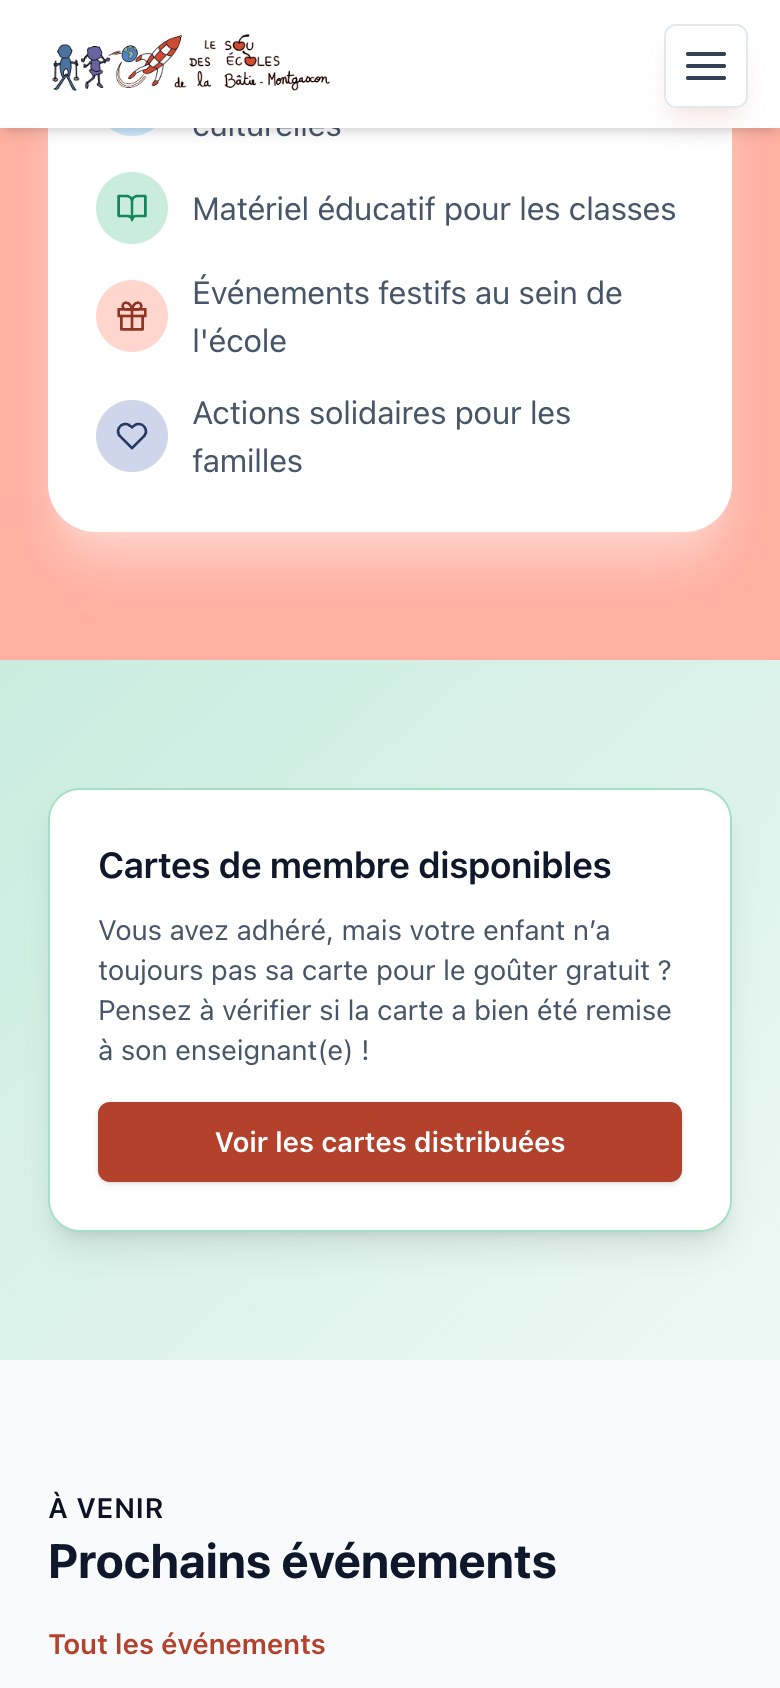 LE SOU
DES ÉCOLES
de la Bâtie-Montgascon
culturelles
Matériel éducatif pour les classes
Événements festifs au sein de
l'école
Actions solidaires pour les
familles
Cartes de membre disponibles
Vous avez adhéré, mais votre enfant n’a
toujours pas sa carte pour le goûter gratuit ?
Pensez à vérifier si la carte a bien été remise
à son enseignant(e) !
Voir les cartes distribuées
À VENIR
Prochains événements
Tout les événements